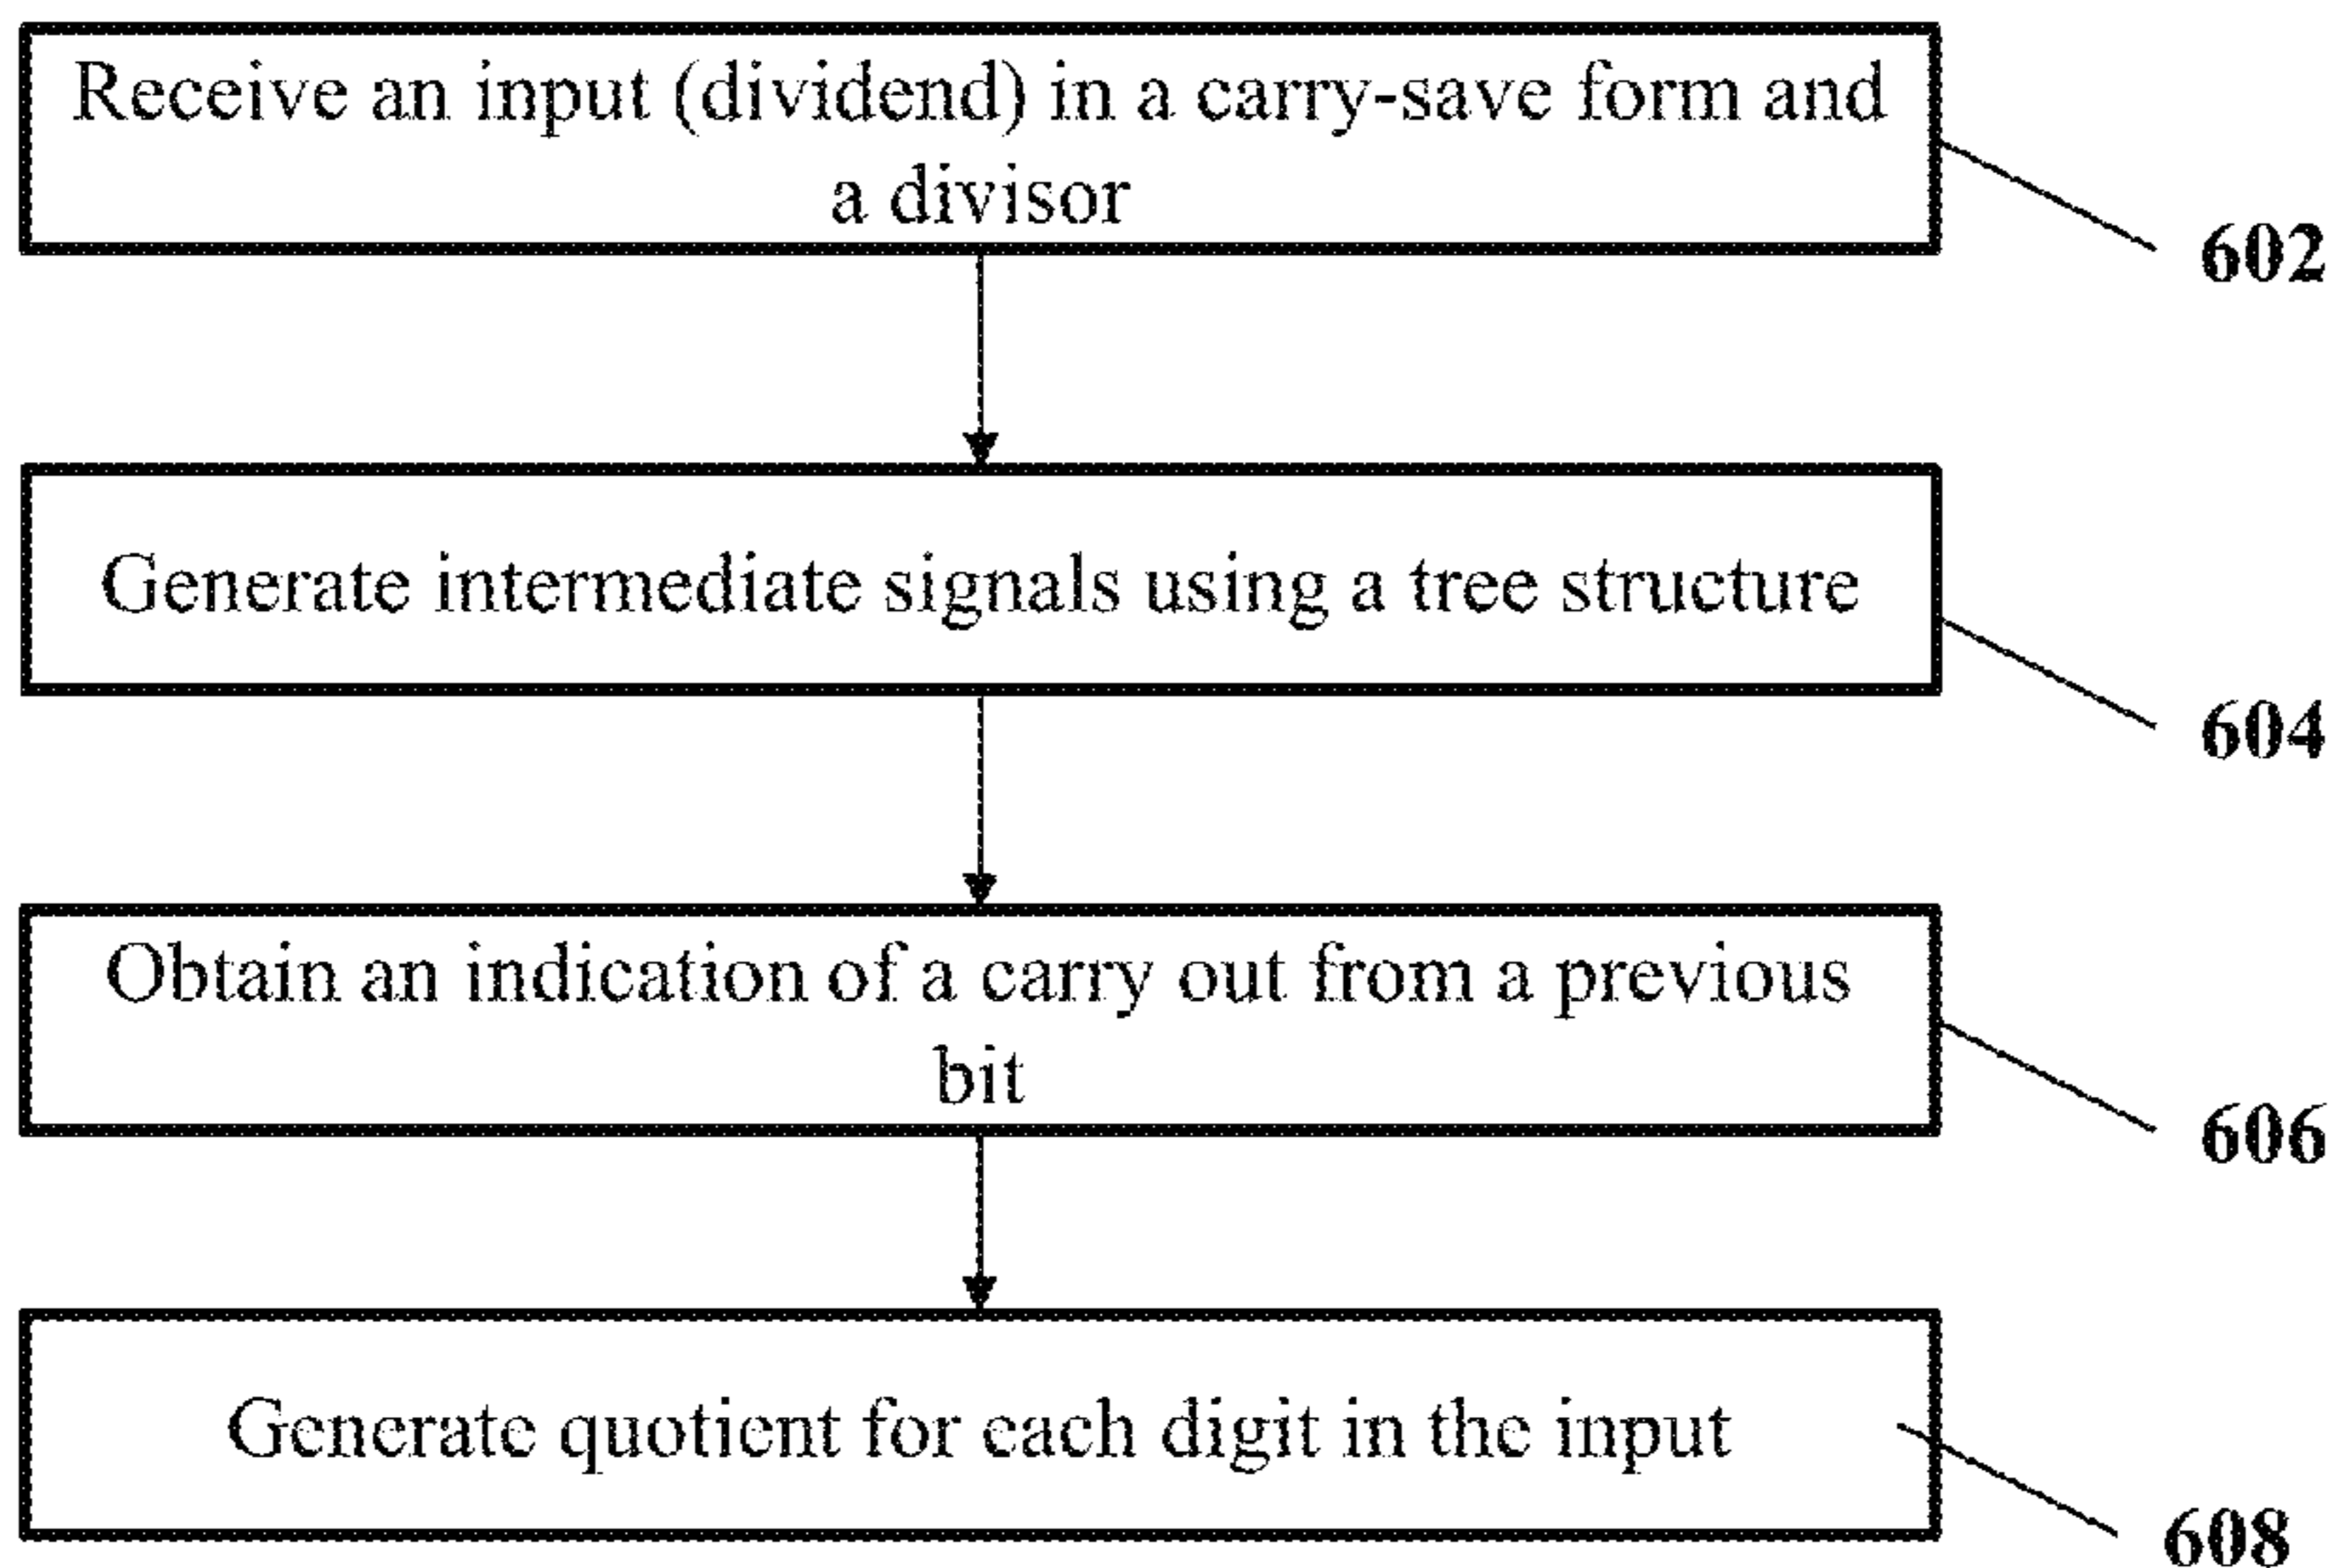 Receive an input (dividend) in a carry-save form and
a divisor
602
Generate intermediate signals using a tree structure
604
Obtain an indication of a carry out from a previous
bit
606
Generate quotient for each digit in the input
608